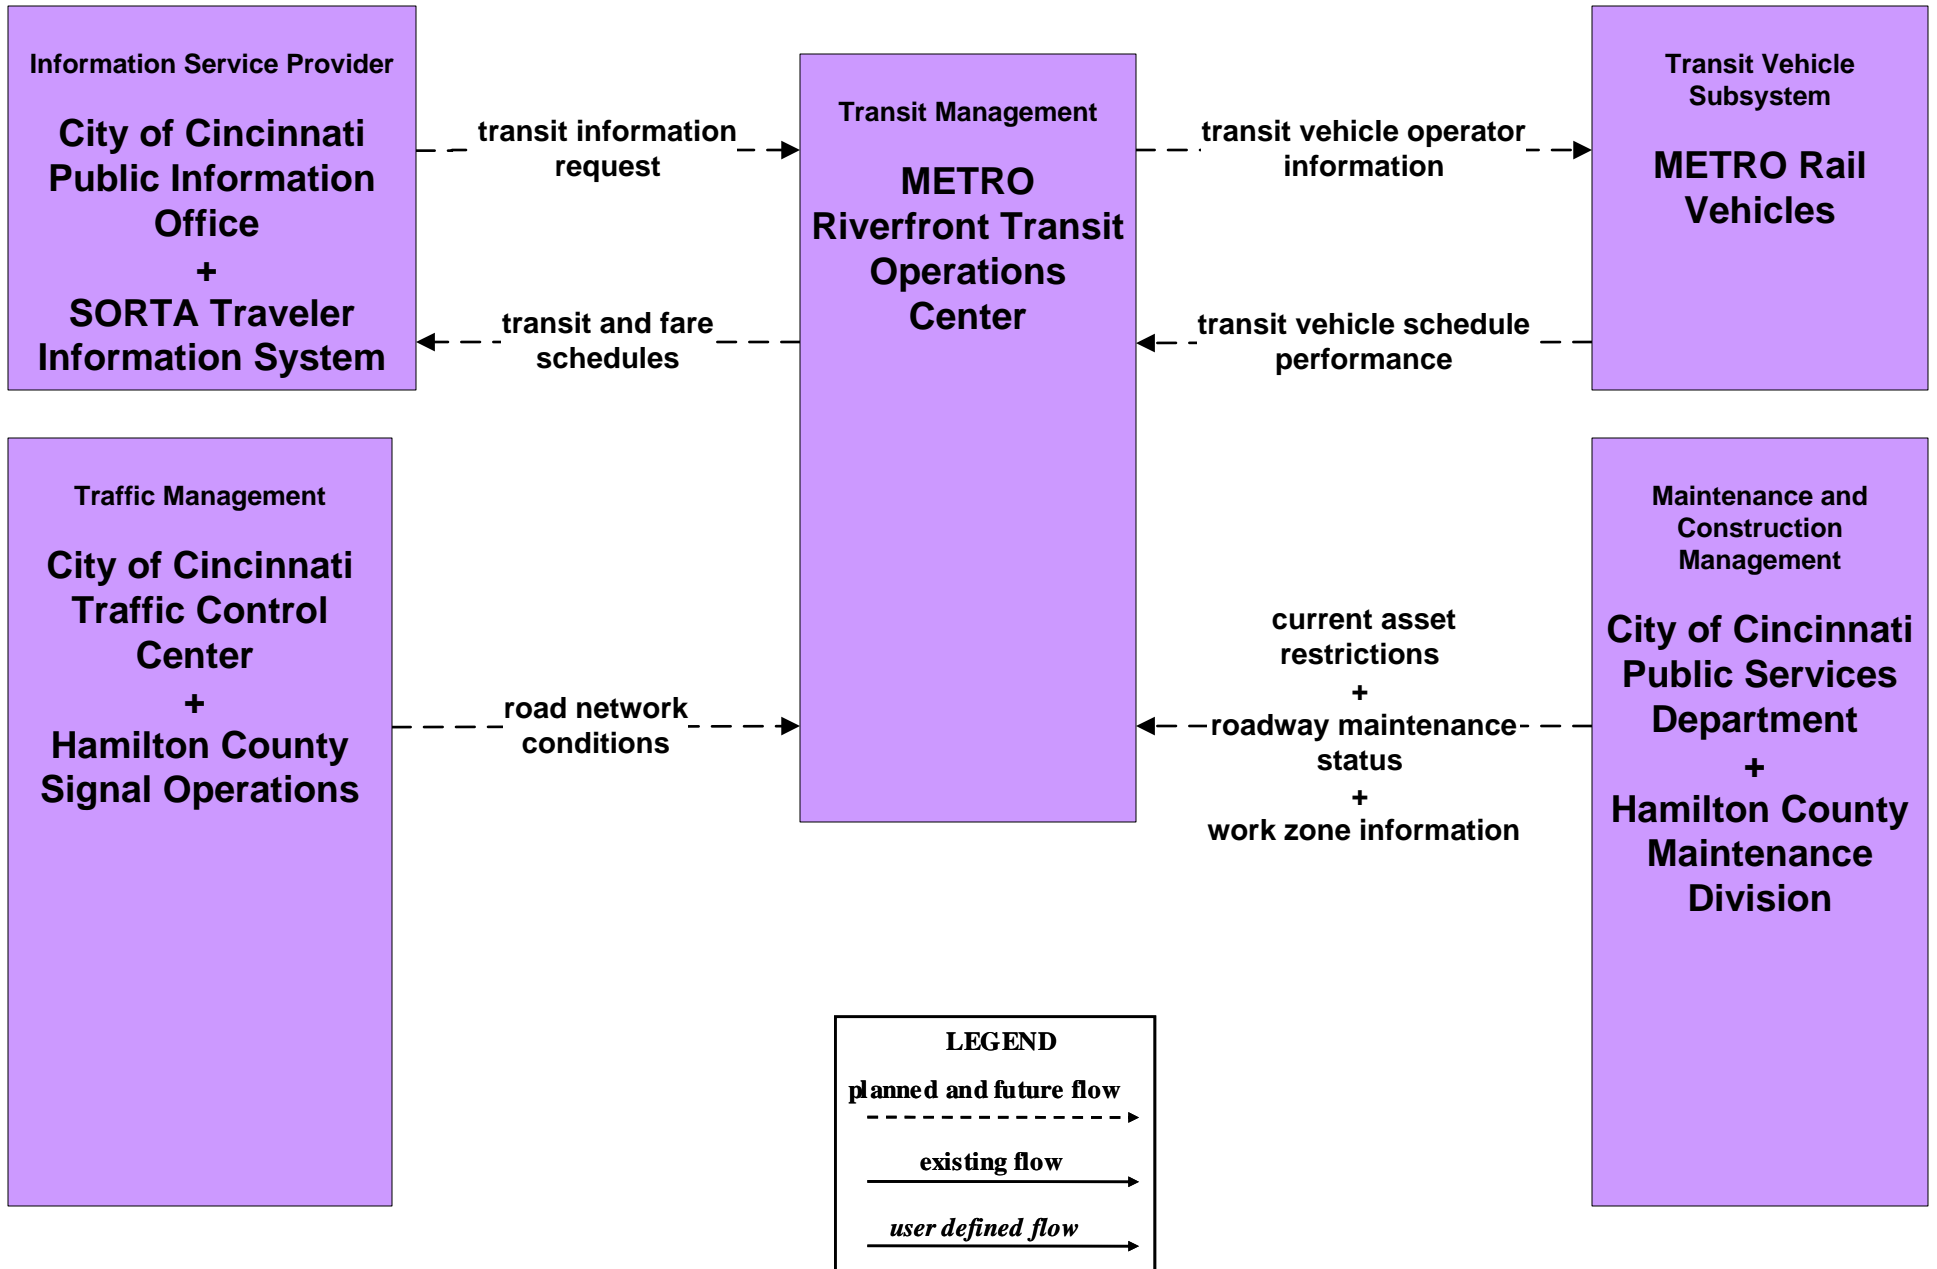 Information Service Provider
City of Cincinnati
Public Information
Office
+
SORTA Traveler
Information System
transit information
request
transit and fare
schedules
Transit Management
METRO
Riverfront Transit
Operations
Center
transit vehicle operator
information
transit vehicle schedule
performance
Transit Vehicle
Subsystem
METRO Rail
Vehicles
Traffic Management
City of Cincinnati
Traffic Control
Center
+
Hamilton County
Signal Operations
road network
conditions
current asset
restrictions
+
roadway maintenance
status
+
work zone information
Maintenance and
Construction
Management
City of Cincinnati
Public Services
Department
+
Hamilton County
Maintenance
Division
LEGEND
planned and future flow
existing flow
user defined flow